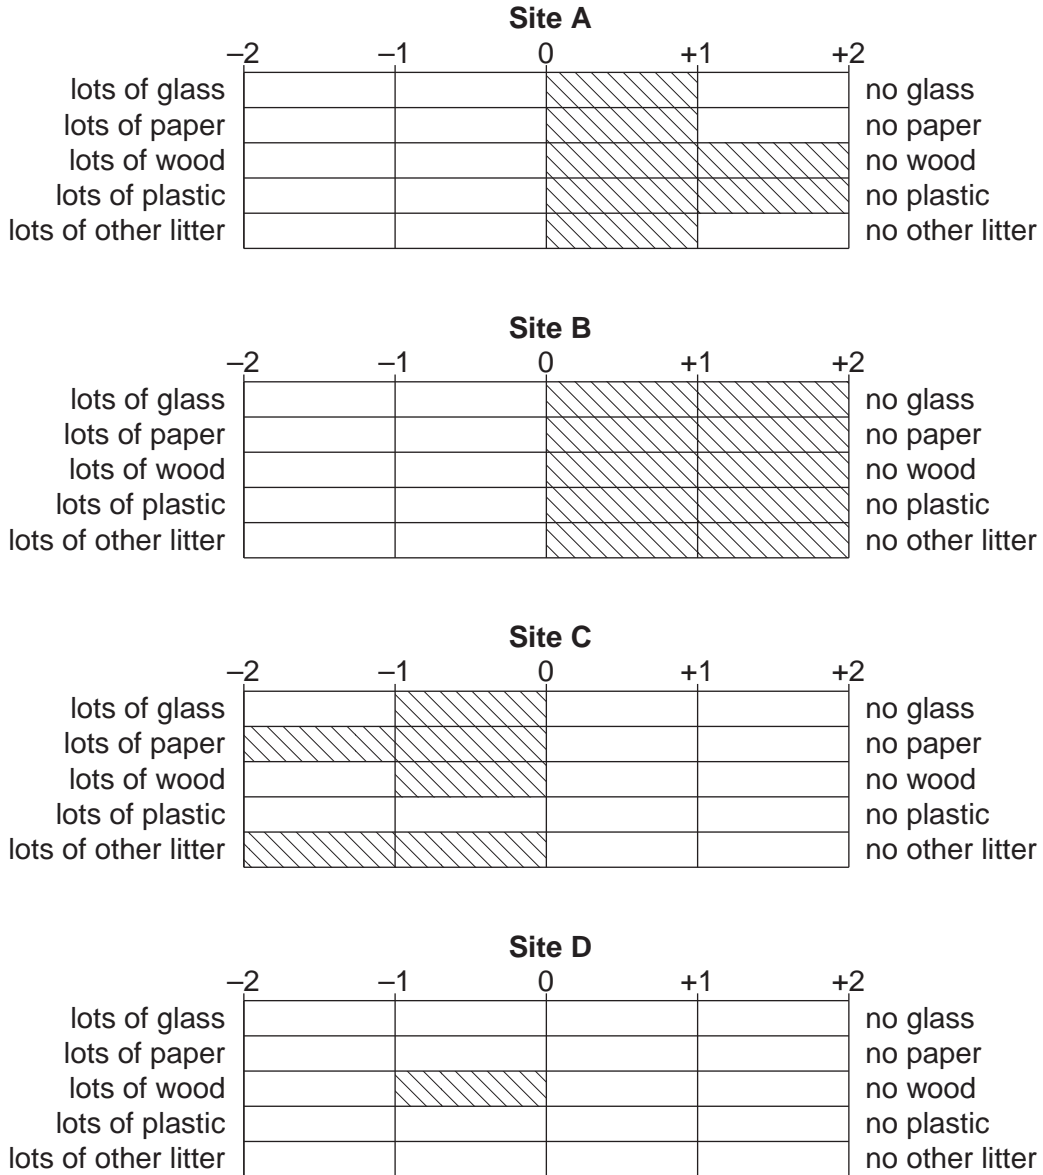 Site A
–2 –1 0 +1 +2
lots of glass no glass
lots of paper no paper
lots of wood no wood
lots of plastic no plastic
lots of other litter no other litter
Site B
–2 –1 0 +1 +2
lots of glass no glass
lots of paper no paper
lots of wood no wood
lots of plastic no plastic
lots of other litter no other litter
Site C
–2 –1 0 +1 +2
lots of glass no glass
lots of paper no paper
lots of wood no wood
lots of plastic no plastic
lots of other litter no other litter
Site D
–2 –1 0 +1 +2
lots of glass no glass
lots of paper no paper
lots of wood no wood
lots of plastic no plastic
lots of other litter no other litter